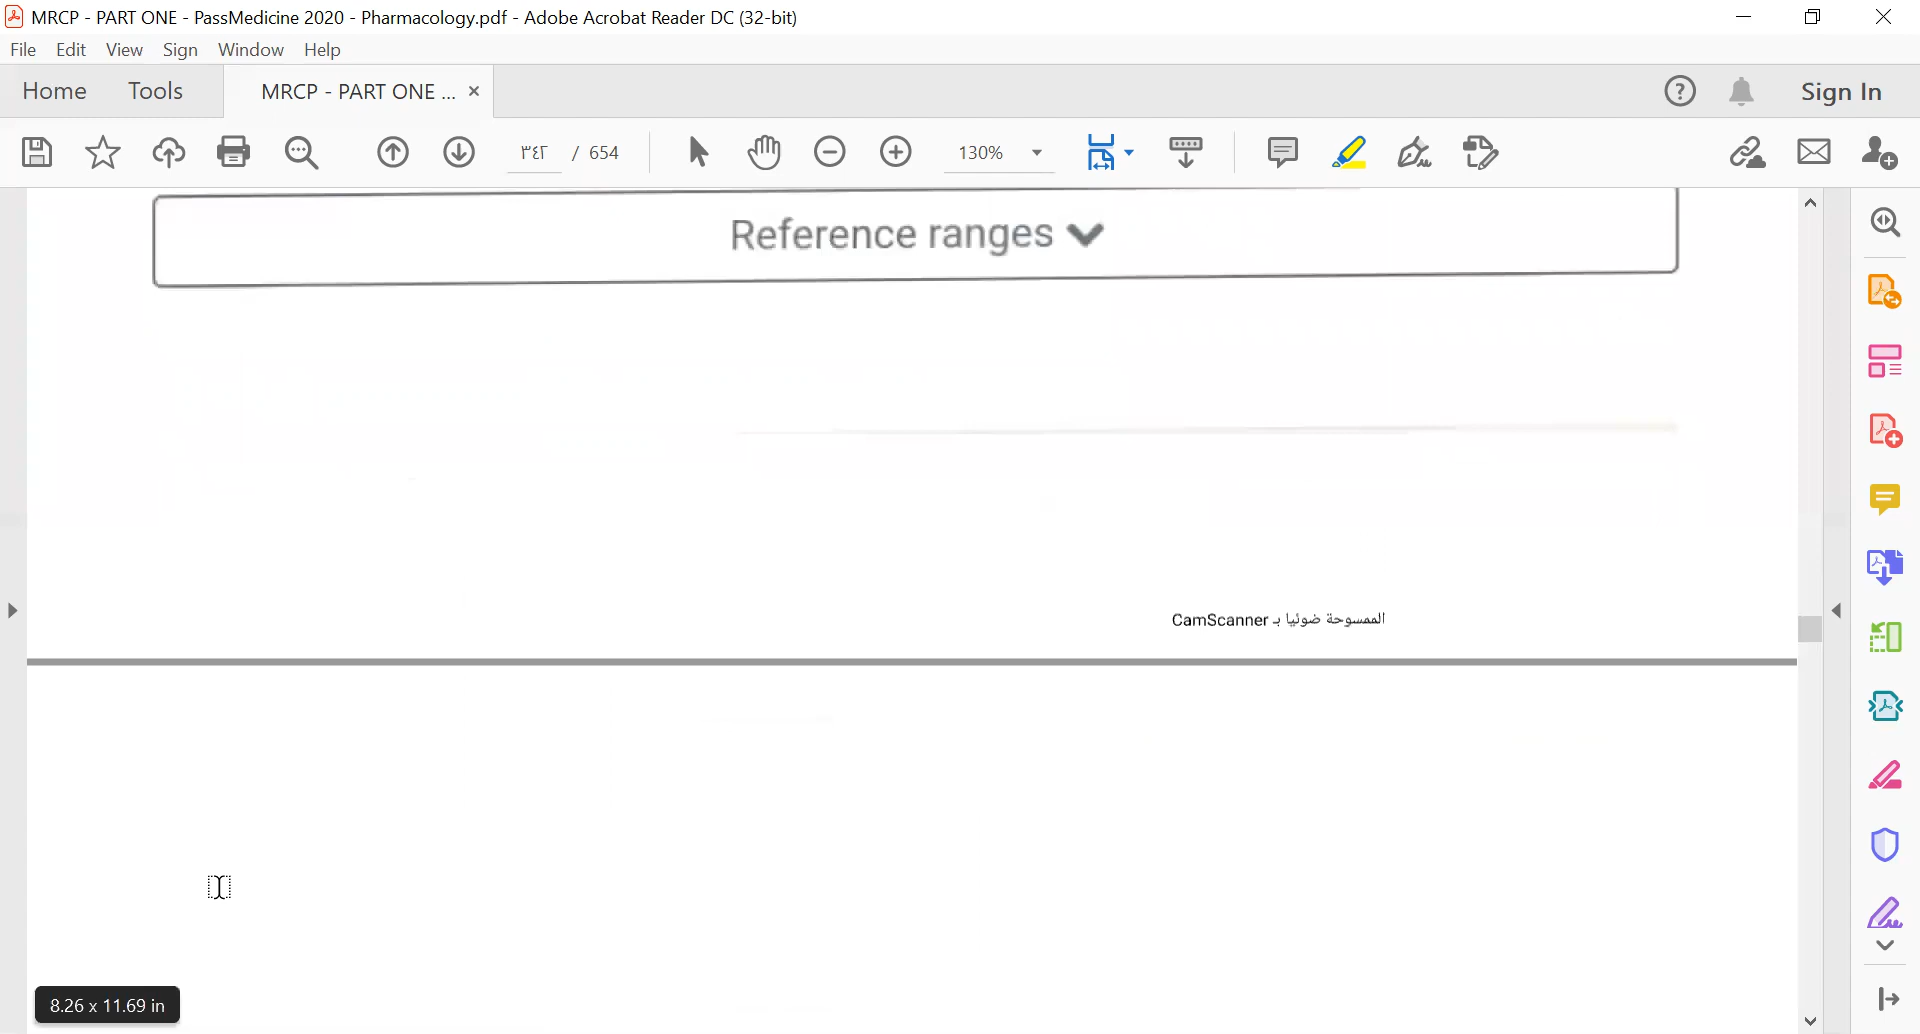 MRCP - PART ONE - PassMedicine 2020 - Pharmacology.pdf - Adobe Acrobat Reader DC (32-bit)
File Edit View Sign Window Help
Home Tools MRCP - PART ONE ... × Sign In
٣٤٢ / 654 130%
Reference ranges
الممسوحة ضوئيا بـ CamScanner
8.26 x 11.69 in